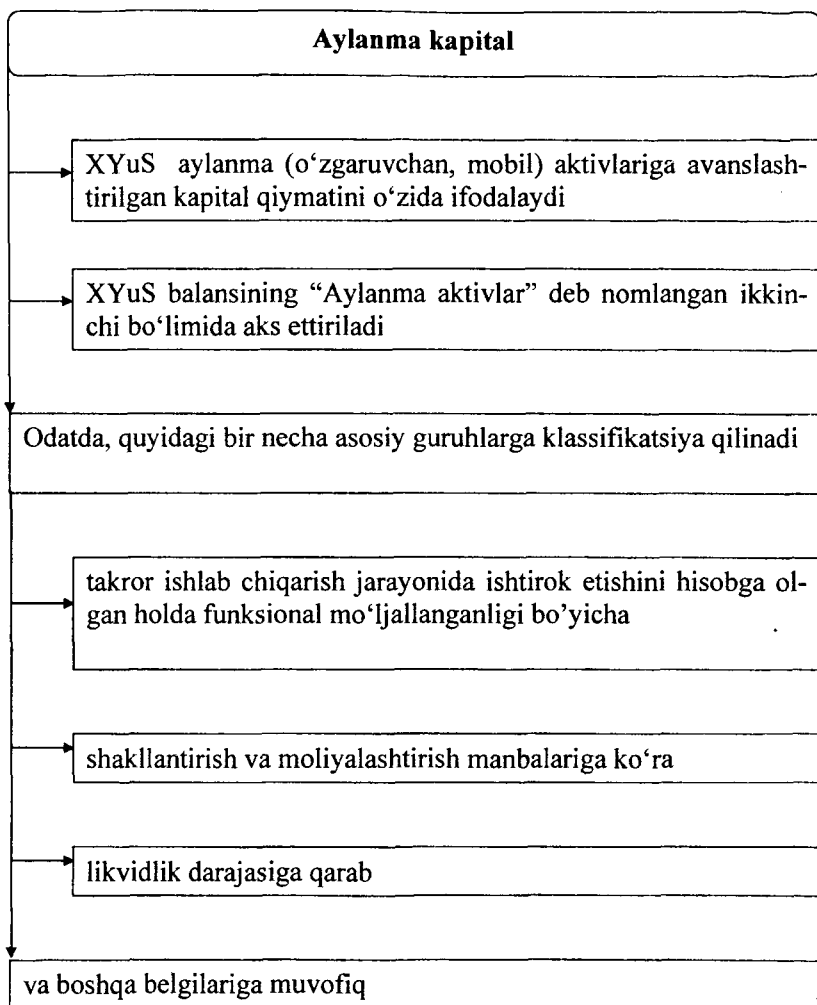 Aylanma kapital
XYuS aylanma (o‘zgaruvchan, mobil) aktivlariga avanslash-
tirilgan kapital qiymatini o‘zida ifodalaydi
XYuS balansining “Aylanma aktivlar” deb nomlangan ikkin-
chi bo‘limida aks ettiriladi
Odatda, quyidagi bir necha asosiy guruhlarga klassifikatsiya qilinadi
takror ishlab chiqarish jarayonida ishtirok etishini hisobga ol-
gan holda funksional mo‘ljallanganligi bo’yicha
shakllantirish va moliyalashtirish manbalariga ko‘ra
likvidlik darajasiga qarab
va boshqa belgilariga muvofiq